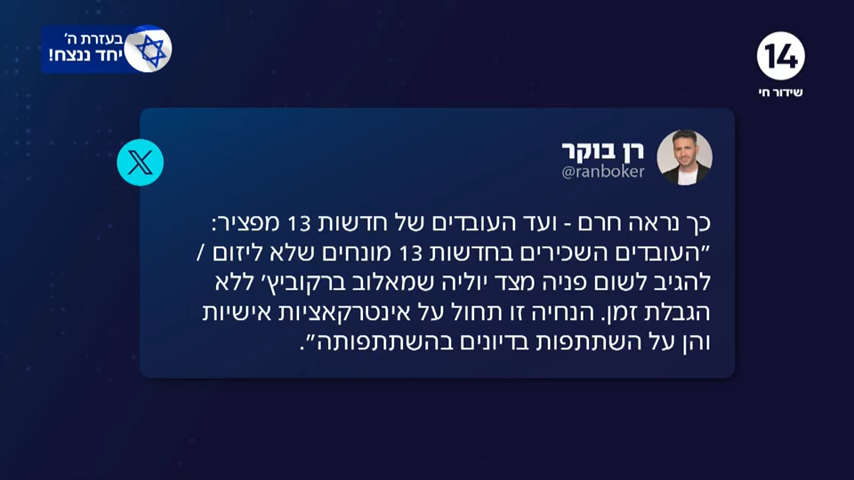 בעזרת ה'
יחד ננצח!
14
שידור חי
רן בוקר
@ranboker
כך נראה חרם - ועד העובדים של חדשות 13 מפציר:
"העובדים השכירים בחדשות 13 מונחים שלא ליזום /
להגיב לשום פניה מצד יוליה שמאלוב ברקוביץ' ללא
הגבלת זמן. הנחיה זו תחול על אינטרקאציות אישיות
והן על השתתפות בדיונים בהשתתפותה".